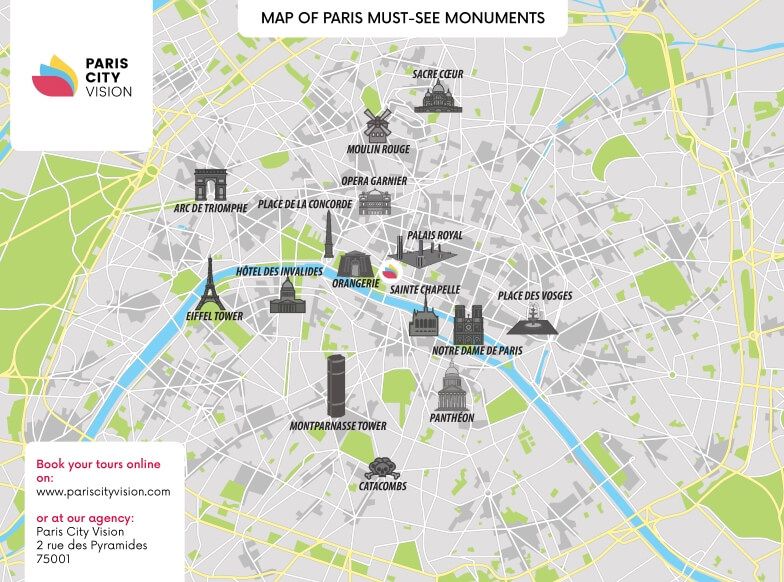 MAP OF PARIS MUST-SEE MONUMENTS
PARIS
CITY
VISION
SACRE CŒUR
MOULIN ROUGE
OPERA GARNIER
ARC DE TRIOMPHE
PLACE DE LA CONCORDE
PALAIS ROYAL
HÔTEL DES INVALIDES
ORANGERIE
SAINTE CHAPELLE
PLACE DES VOSGES
EIFFEL TOWER
NOTRE DAME DE PARIS
PANTHÉON
MONTPARNASSE TOWER
CATACOMBS
Book your tours online
on:
www.pariscityvision.com
or at our agency:
Paris City Vision
2 rue des Pyramides
75001